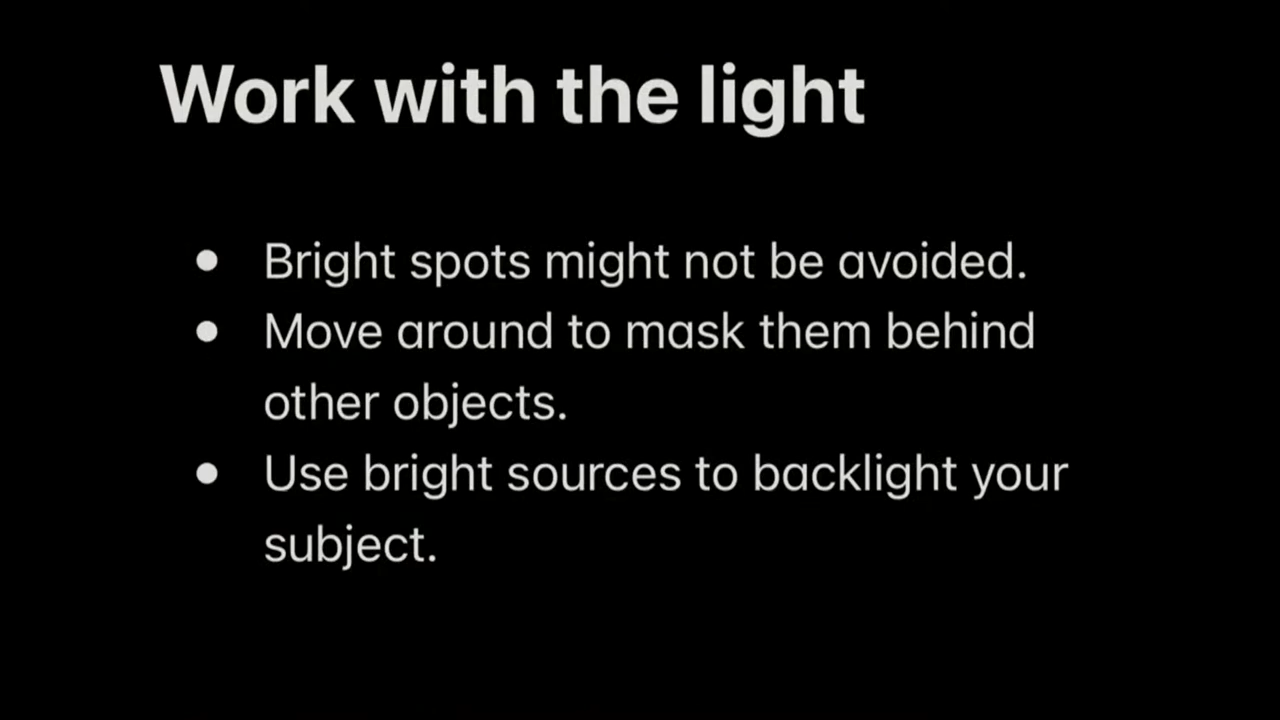 Work with the light
● Bright spots might not be avoided.
● Move around to mask them behind
other objects.
● Use bright sources to backlight your
subject.